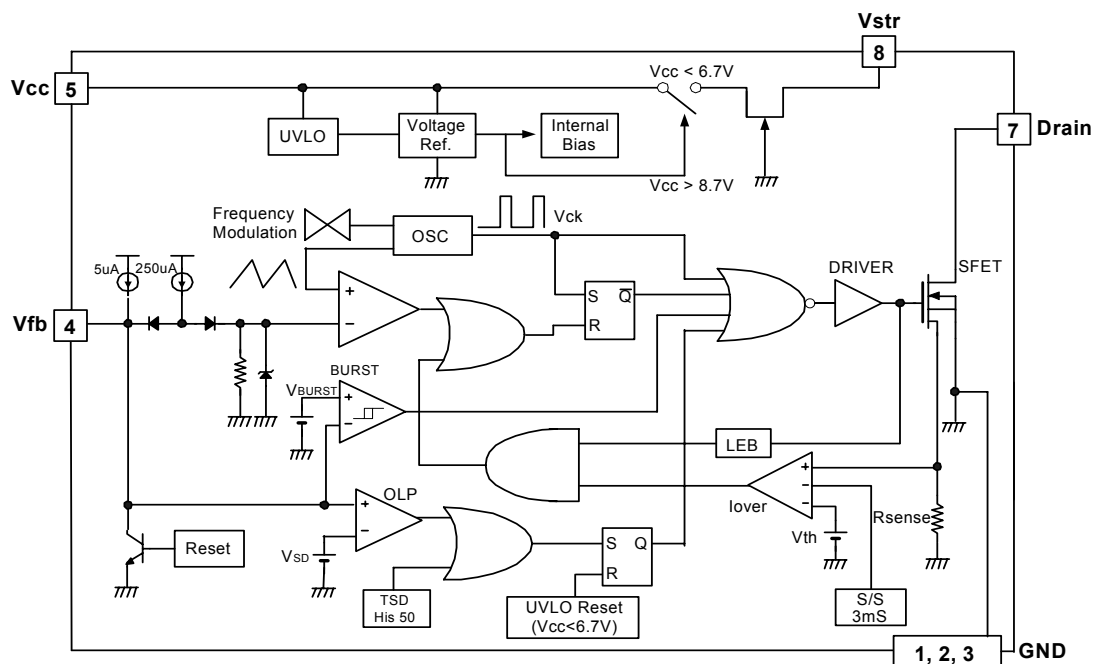 Vstr
8
Vcc
5
Vcc < 6.7V
7
Drain
UVLO
Voltage
Ref.
Internal
Bias
Vcc > 8.7V
Frequency
Modulation
OSC
Vck
5uA
250uA
DRIVER
SFET
+
−
S
Q
R
Vfb
4
BURST
VBURST
+
−
LEB
OLP
+
−
+
−
−
Iover
Rsense
Vth
Reset
VSD
S
Q
R
TSD
His 50
UVLO Reset
(Vcc<6.7V)
S/S
3mS
1, 2, 3
GND